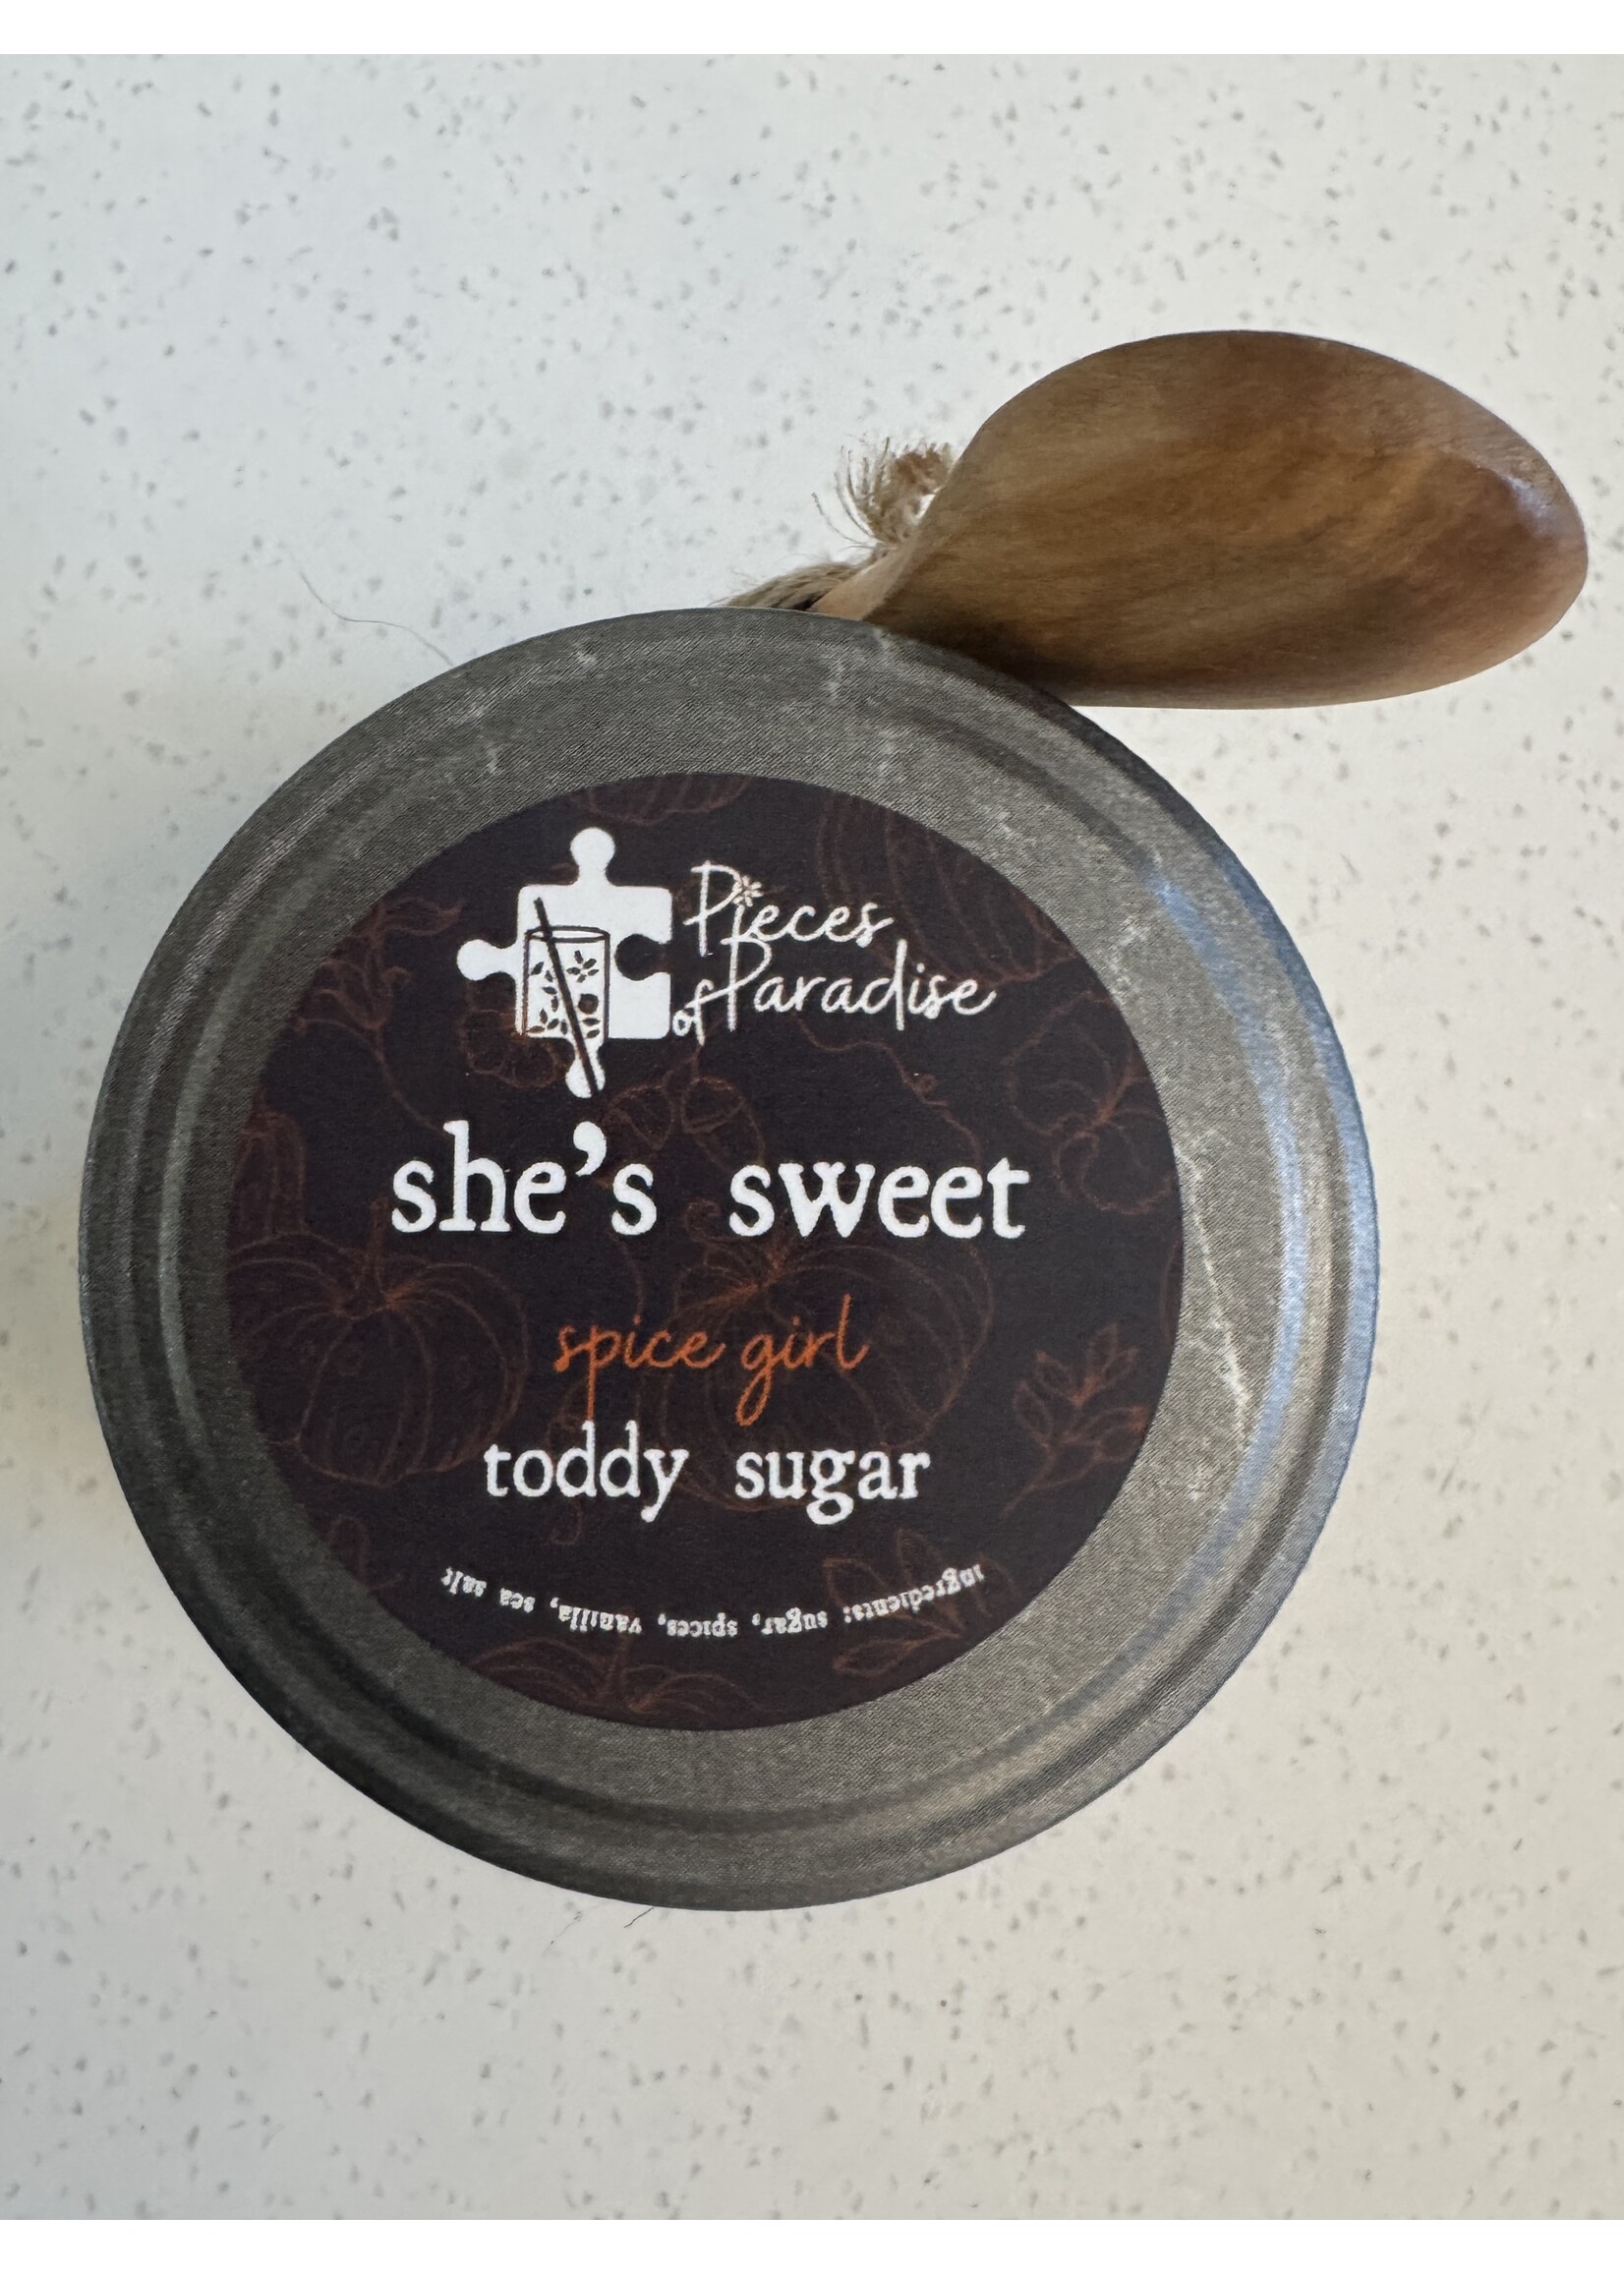 Pieces
of Paradise
she's sweet
spice girl
toddy sugar
ingredients: sugar, spices, vanilla, sea salt